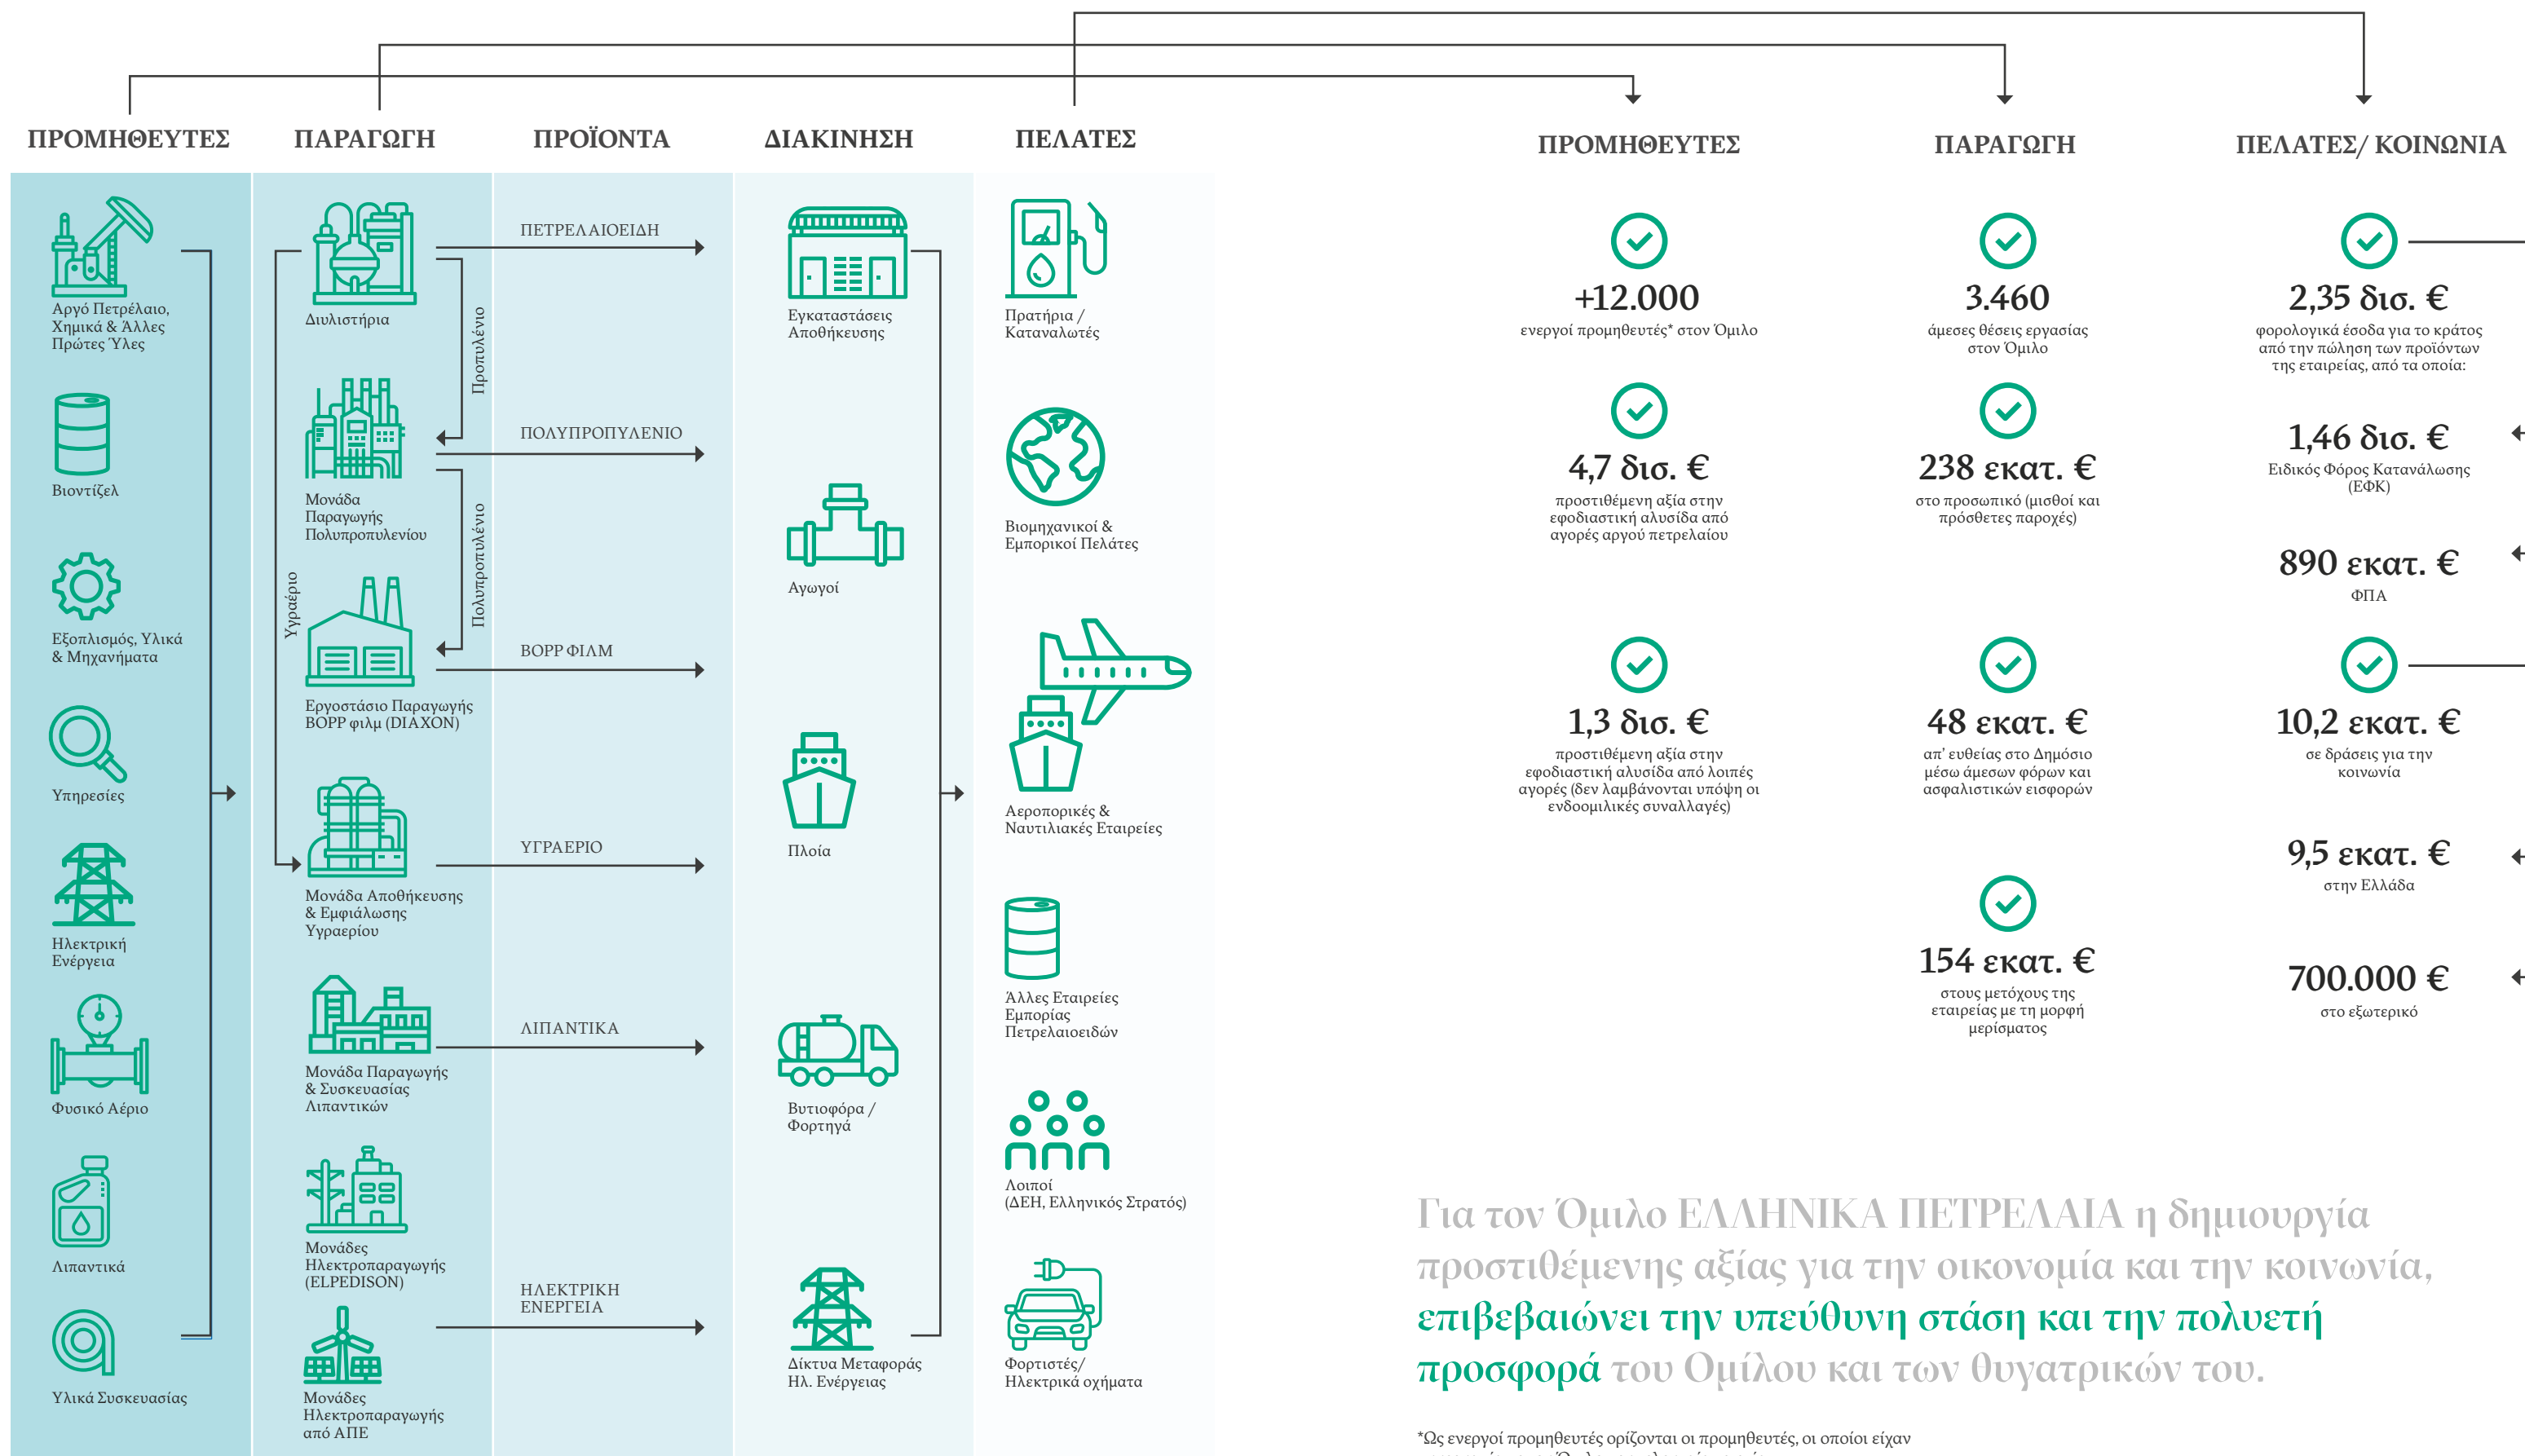 ΠΡΟΜΗΘΕΥΤΕΣ
Αργό Πετρέλαιο,
Χημικά & Άλλες
Πρώτες Ύλες
Βιοντίζελ
Εξοπλισμός, Υλικά
& Μηχανήματα
Υπηρεσίες
Ηλεκτρική
Ενέργεια
Φυσικό Αέριο
Λιπαντικά
Υλικά Συσκευασίας
ΠΑΡΑΓΩΓΗ
Διυλιστήρια
Προπυλένιο
Μονάδα
Παραγωγής
Πολυπροπυλενίου
Πολυπροπυλένιο
Υγραέριο
Εργοστάσιο Παραγωγής
BOPP φιλμ (DIAXON)
Μονάδα Αποθήκευσης
& Εμφιάλωσης
Υγραερίου
Μονάδα Παραγωγής
& Συσκευασίας
Λιπαντικών
Μονάδες
Ηλεκτροπαραγωγής
(ELPEDISON)
Μονάδες
Ηλεκτροπαραγωγής
από ΑΠΕ
ΠΡΟΪΟΝΤΑ
ΠΕΤΡΕΛΑΙΟΕΙΔΗ
ΠΟΛΥΠΡΟΠΥΛΕΝΙΟ
BOPP ΦΙΛΜ
ΥΓΡΑΕΡΙΟ
ΛΙΠΑΝΤΙΚΑ
ΗΛΕΚΤΡΙΚΗ
ΕΝΕΡΓΕΙΑ
ΔΙΑΚΙΝΗΣΗ
Εγκαταστάσεις
Αποθήκευσης
Αγωγοί
Πλοία
Βυτιοφόρα /
Φορτηγά
Δίκτυα Μεταφοράς
Ηλ. Ενέργειας
ΠΕΛΑΤΕΣ
Πρατήρια /
Καταναλωτές
Βιομηχανικοί &
Εμπορικοί Πελάτες
Αεροπορικές &
Ναυτιλιακές Εταιρείες
Άλλες Εταιρείες
Εμπορίας
Πετρελαιοειδών
Λοιποί
(ΔΕΗ, Ελληνικός Στρατός)
Φορτιστές/
Ηλεκτρικά οχήματα
ΠΡΟΜΗΘΕΥΤΕΣ
+12.000
ενεργοί προμηθευτές* στον Όμιλο
4,7 δισ. €
προστιθέμενη αξία στην
εφοδιαστική αλυσίδα από
αγορές αργού πετρελαίου
1,3 δισ. €
προστιθέμενη αξία στην
εφοδιαστική αλυσίδα από λοιπές
αγορές (δεν λαμβάνονται υπόψη οι
ενδοομιλικές συναλλαγές)
ΠΑΡΑΓΩΓΗ
3.460
άμεσες θέσεις εργασίας
στον Όμιλο
238 εκατ. €
στο προσωπικό (μισθοί και
πρόσθετες παροχές)
48 εκατ. €
απ' ευθείας στο Δημόσιο
μέσω άμεσων φόρων και
ασφαλιστικών εισφορών
154 εκατ. €
στους μετόχους της
εταιρείας με τη μορφή
μερίσματος
ΠΕΛΑΤΕΣ/ ΚΟΙΝΩΝΙΑ
2,35 δισ. €
φορολογικά έσοδα για το κράτος
από την πώληση των προϊόντων
της εταιρείας, από τα οποία:
1,46 δισ. €
Ειδικός Φόρος Κατανάλωσης
(ΕΦΚ)
890 εκατ. €
ΦΠΑ
10,2 εκατ. €
σε δράσεις για την
κοινωνία
9,5 εκατ. €
στην Ελλάδα
700.000 €
στο εξωτερικό
Για τον Όμιλο ΕΛΛΗΝΙΚΑ ΠΕΤΡΕΛΑΙΑ η δημιουργία
προστιθέμενης αξίας για την οικονομία και την κοινωνία,
επιβεβαιώνει την υπεύθυνη στάση και την πολυετή
προσφορά του Ομίλου και των θυγατρικών του.
*Ως ενεργοί προμηθευτές ορίζονται οι προμηθευτές, οι οποίοι είχαν